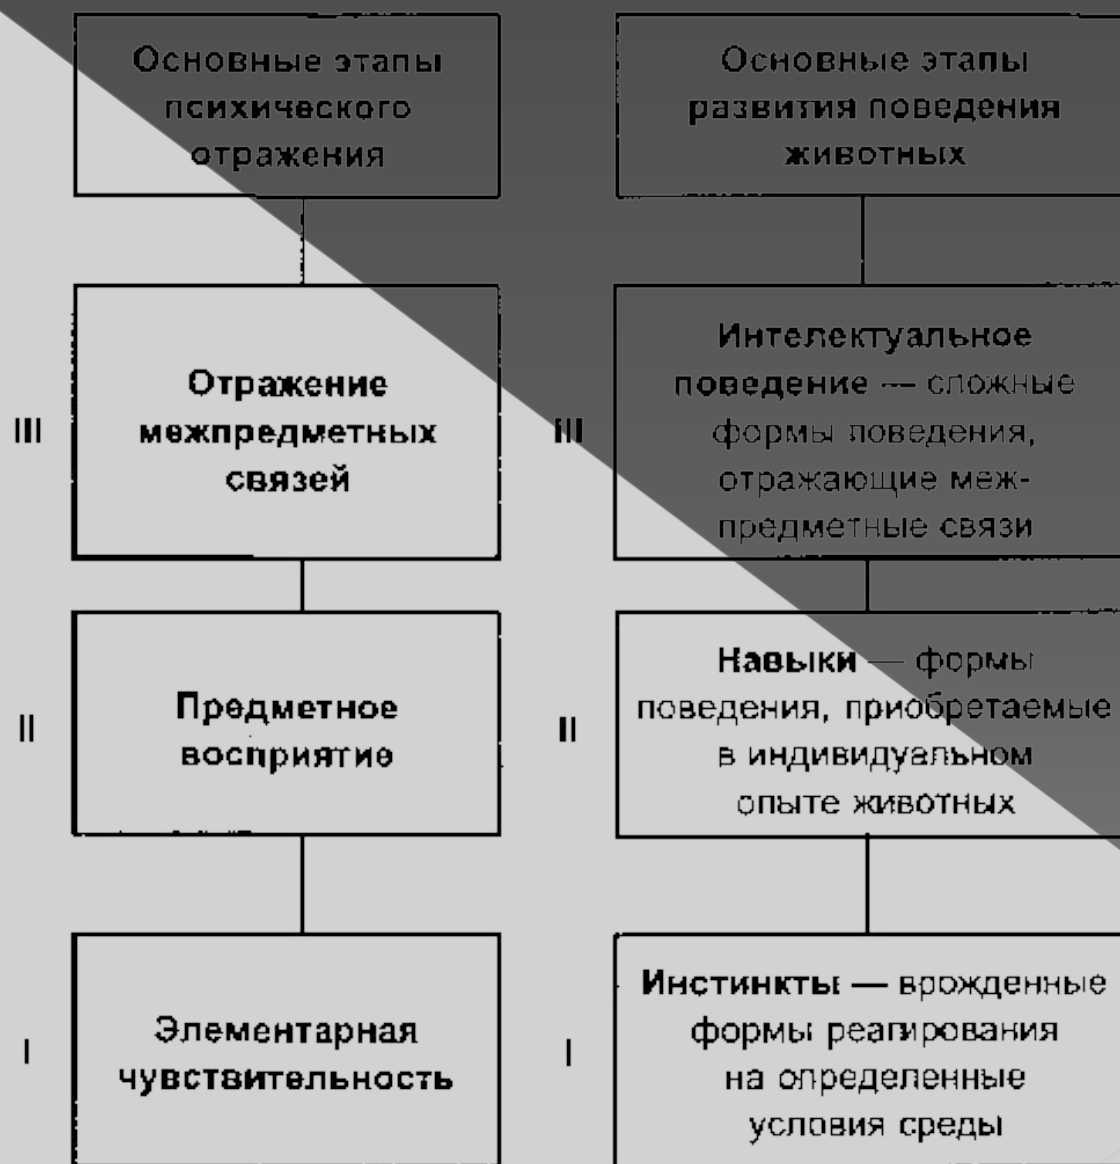 Основные этапы
психического
отражения
III
Отражение
межпредметных
связей
II
Предметное
восприятие
I
Элементарная
чувствительность
Основные этапы
развития поведения
животных
III
Интелектуальное
поведение — сложные
формы поведения,
отражающие меж-
предметные связи
II
Навыки — формы
поведения, приобретаемые
в индивидуальном
опыте животных
I
Инстинкты — врожденные
формы реагирования
на определенные
условия среды